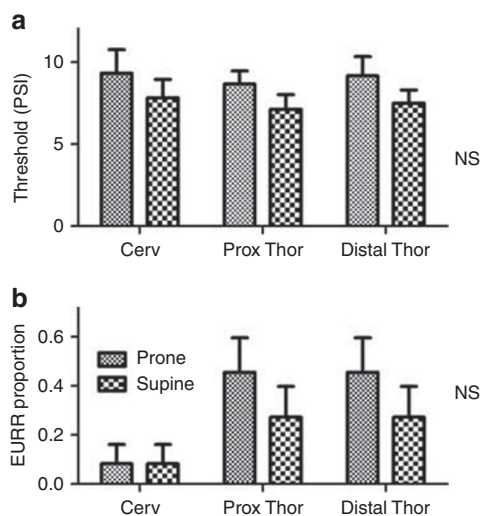 a
Threshold (PSI)
10
5
0
NS
Cerv Prox Thor Distal Thor
b
EURR proportion
0.6
0.4
0.2
0.0
Prone
Supine
NS
Cerv Prox Thor Distal Thor